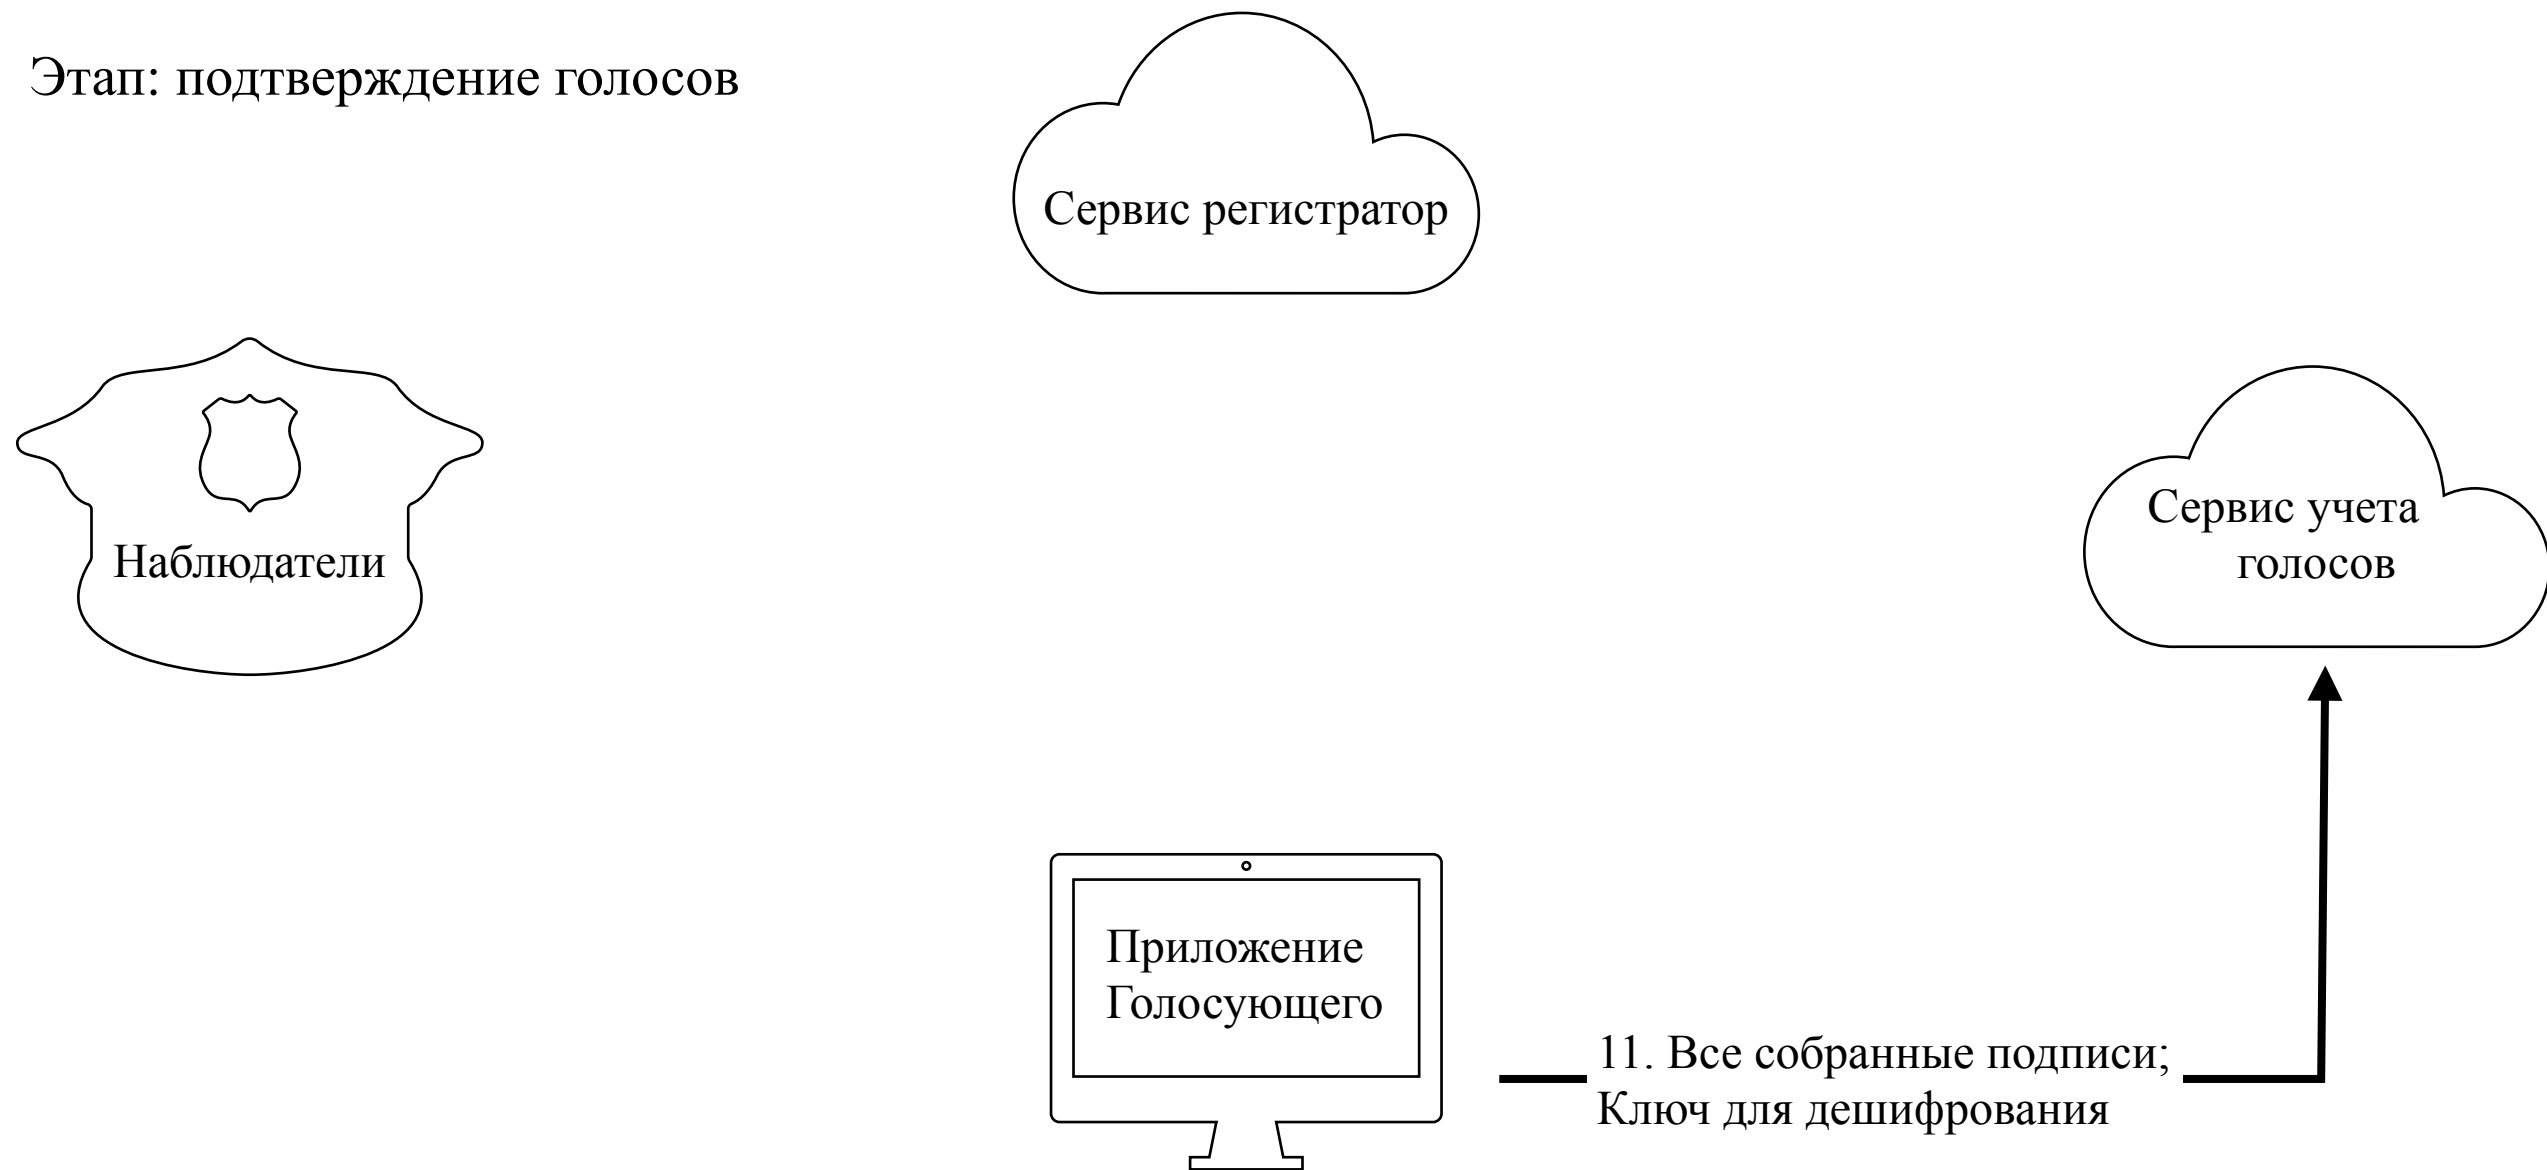 Этап: подтверждение голосов
Сервис регистратор
Наблюдатели
Сервис учета
голосов
Приложение
Голосующего
11. Все собранные подписи;
Ключ для дешифрования